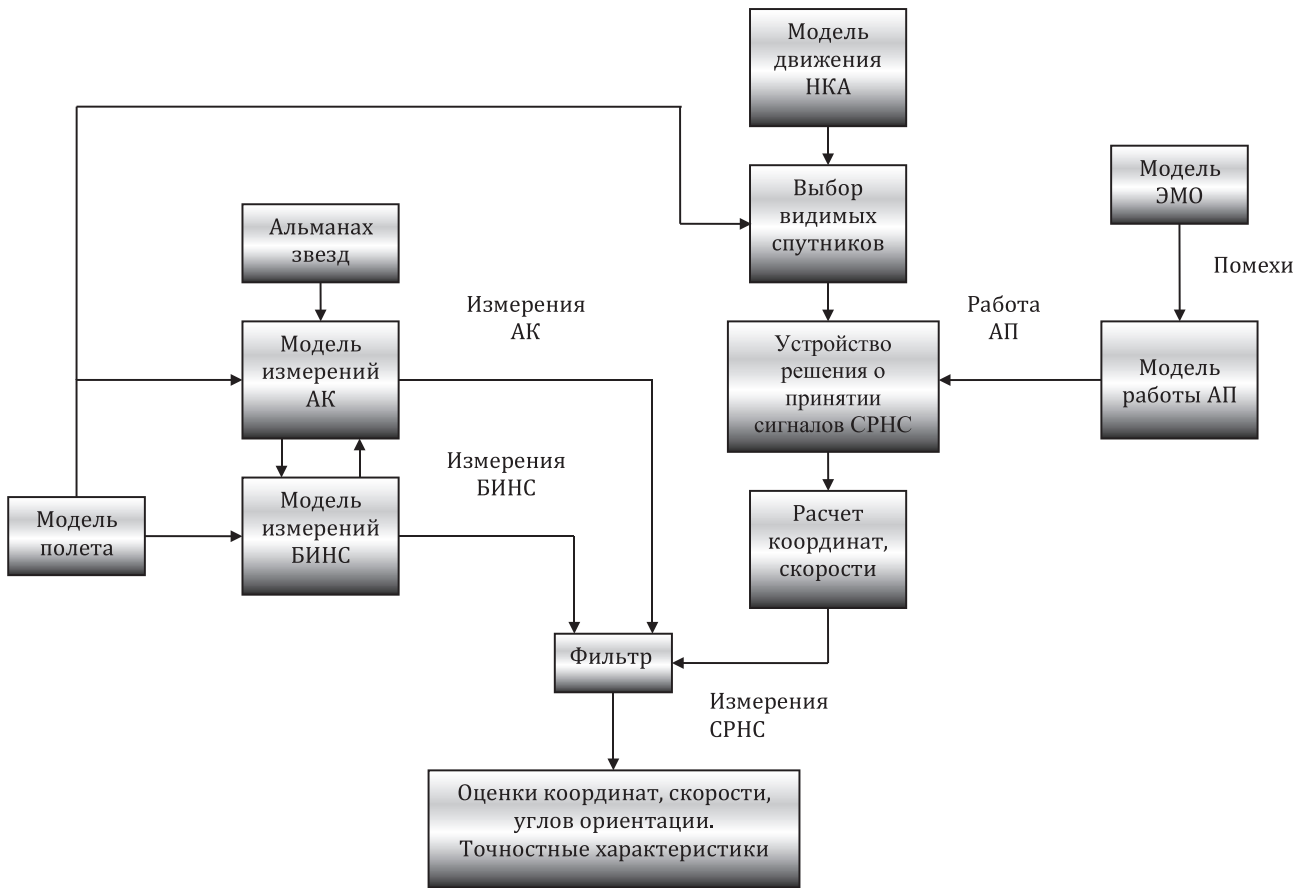 Модель
движения
НКА
Выбор
видимых
спутников
Модель
ЭМО
Помехи
Альманах
звезд
Измерения
АК
Работа
АП
Модель
измерений
АК
Устройство
решения о
принятии
сигналов СРНС
Модель
работы АП
Измерения
БИНС
Модель
полета
Модель
измерений
БИНС
Расчет
координат,
скорости
Фильтр
Измерения
СРНС
Оценки координат, скорости,
углов ориентации.
Точностные характеристики